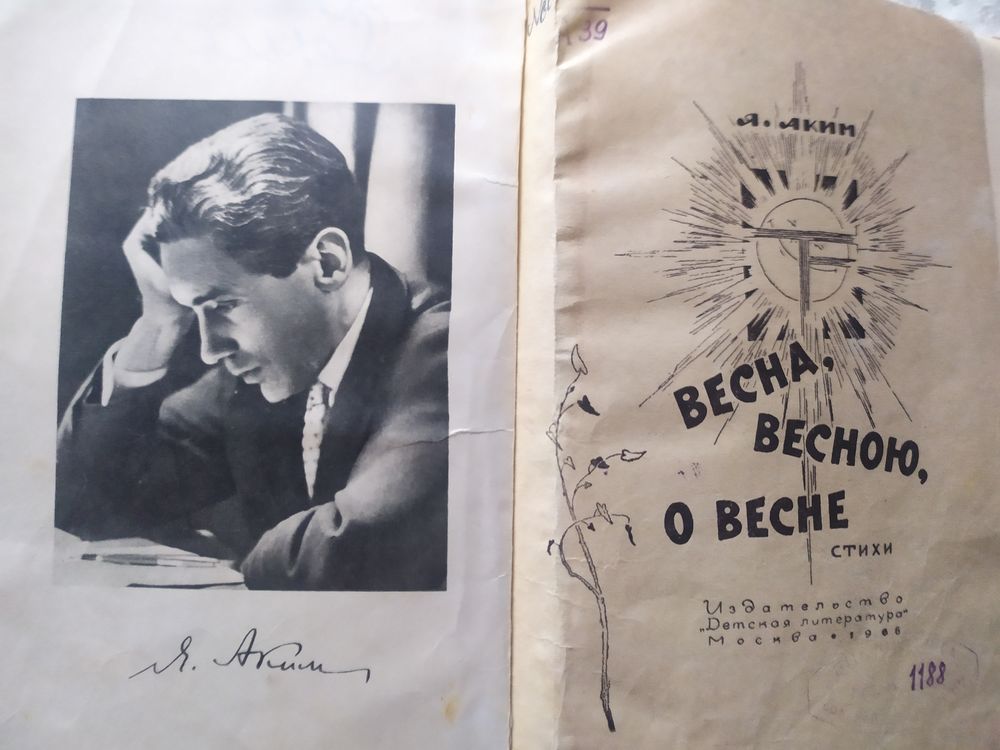 Я. Аким
39
Я. АКИМ
ВЕСНА,
ВЕСНОЮ,
О ВЕСНЕ
СТИХИ
Издательство
„Детская литература"
Москва • 1966
1188